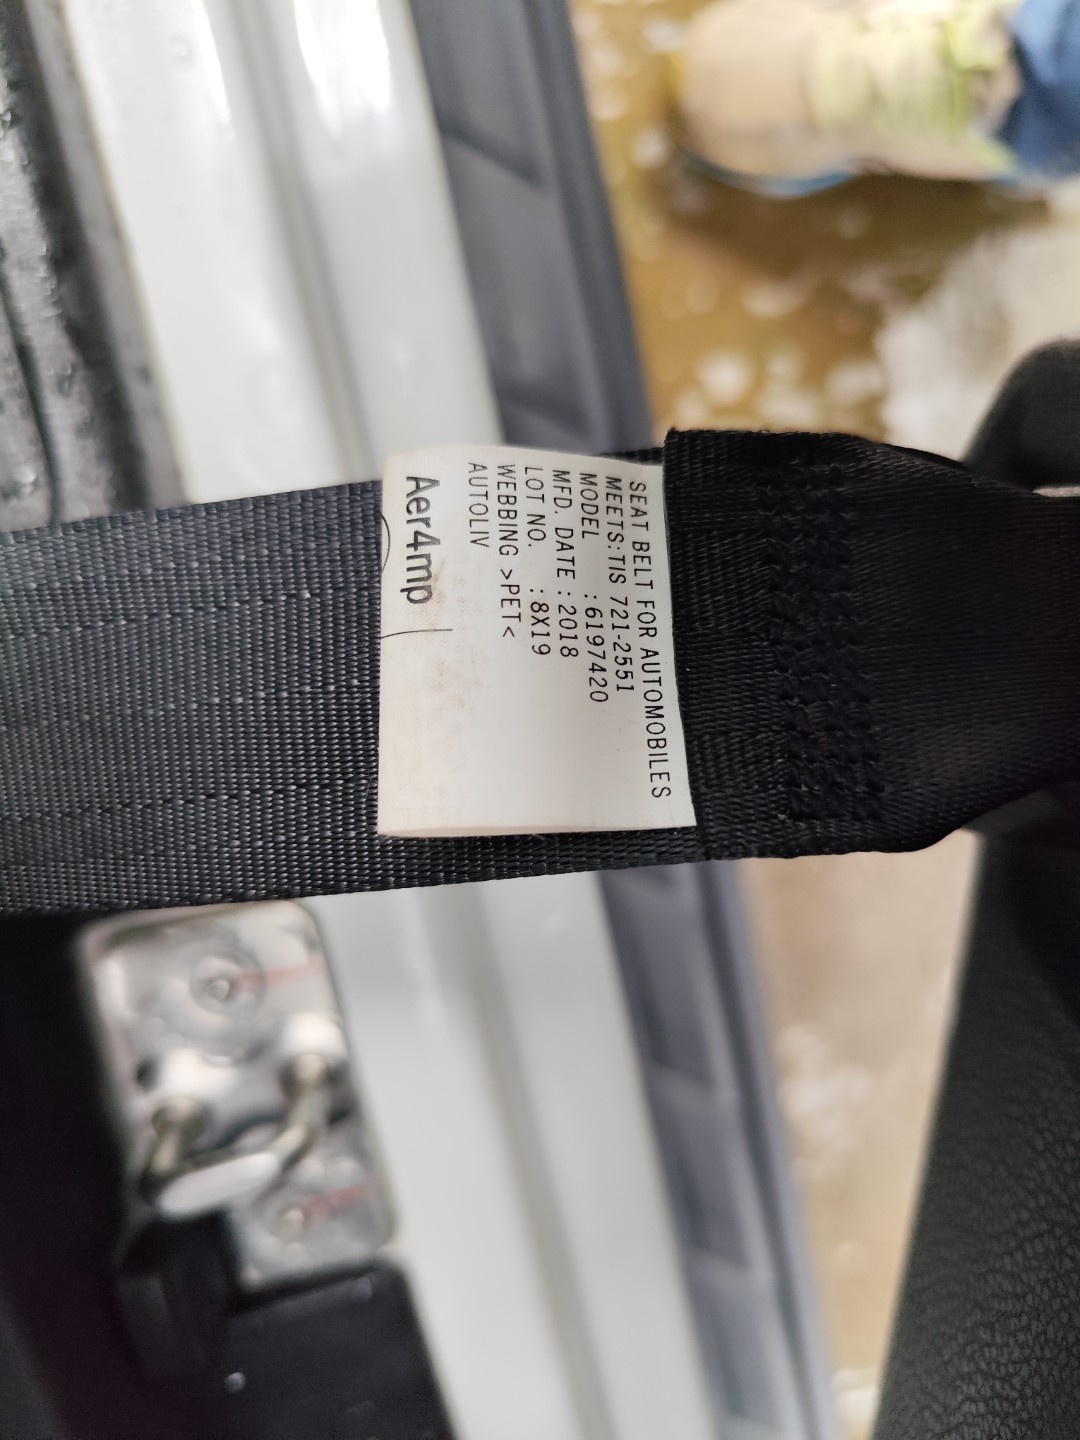 SEAT BELT FOR AUTOMOBILES
MEETS:TIS 721-2551
MODEL : 6197420
MFD. DATE : 2018
LOT NO. : 8X19
WEBBING >PET<
AUTOLIV
Aer4mp